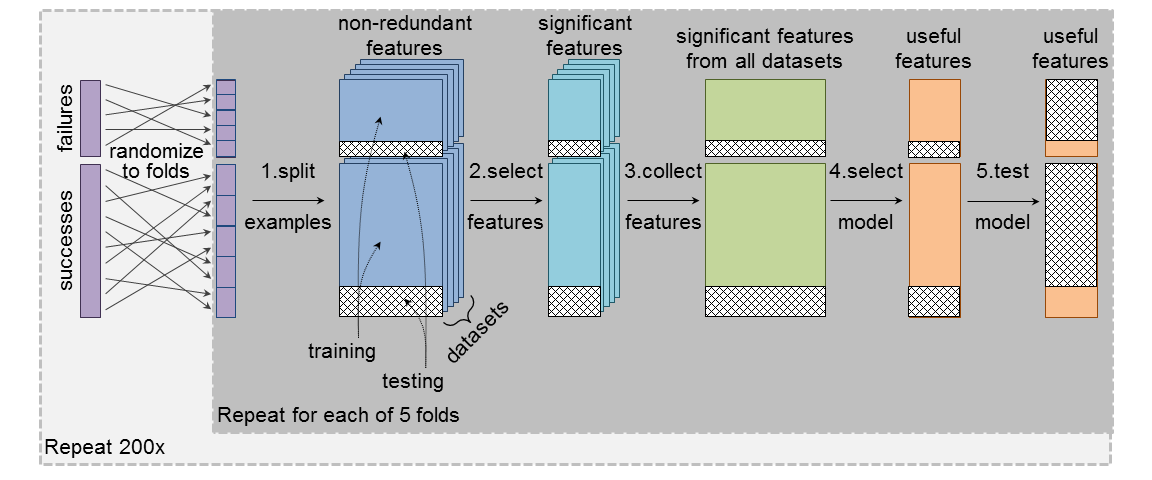 non-redundant
features
significant
features
significant features
from all datasets
useful
features
useful
features
failures
successes
randomize
to folds
1.split
examples
2.select
features
3.collect
features
4.select
model
5.test
model
datasets
training
testing
Repeat for each of 5 folds
Repeat 200x